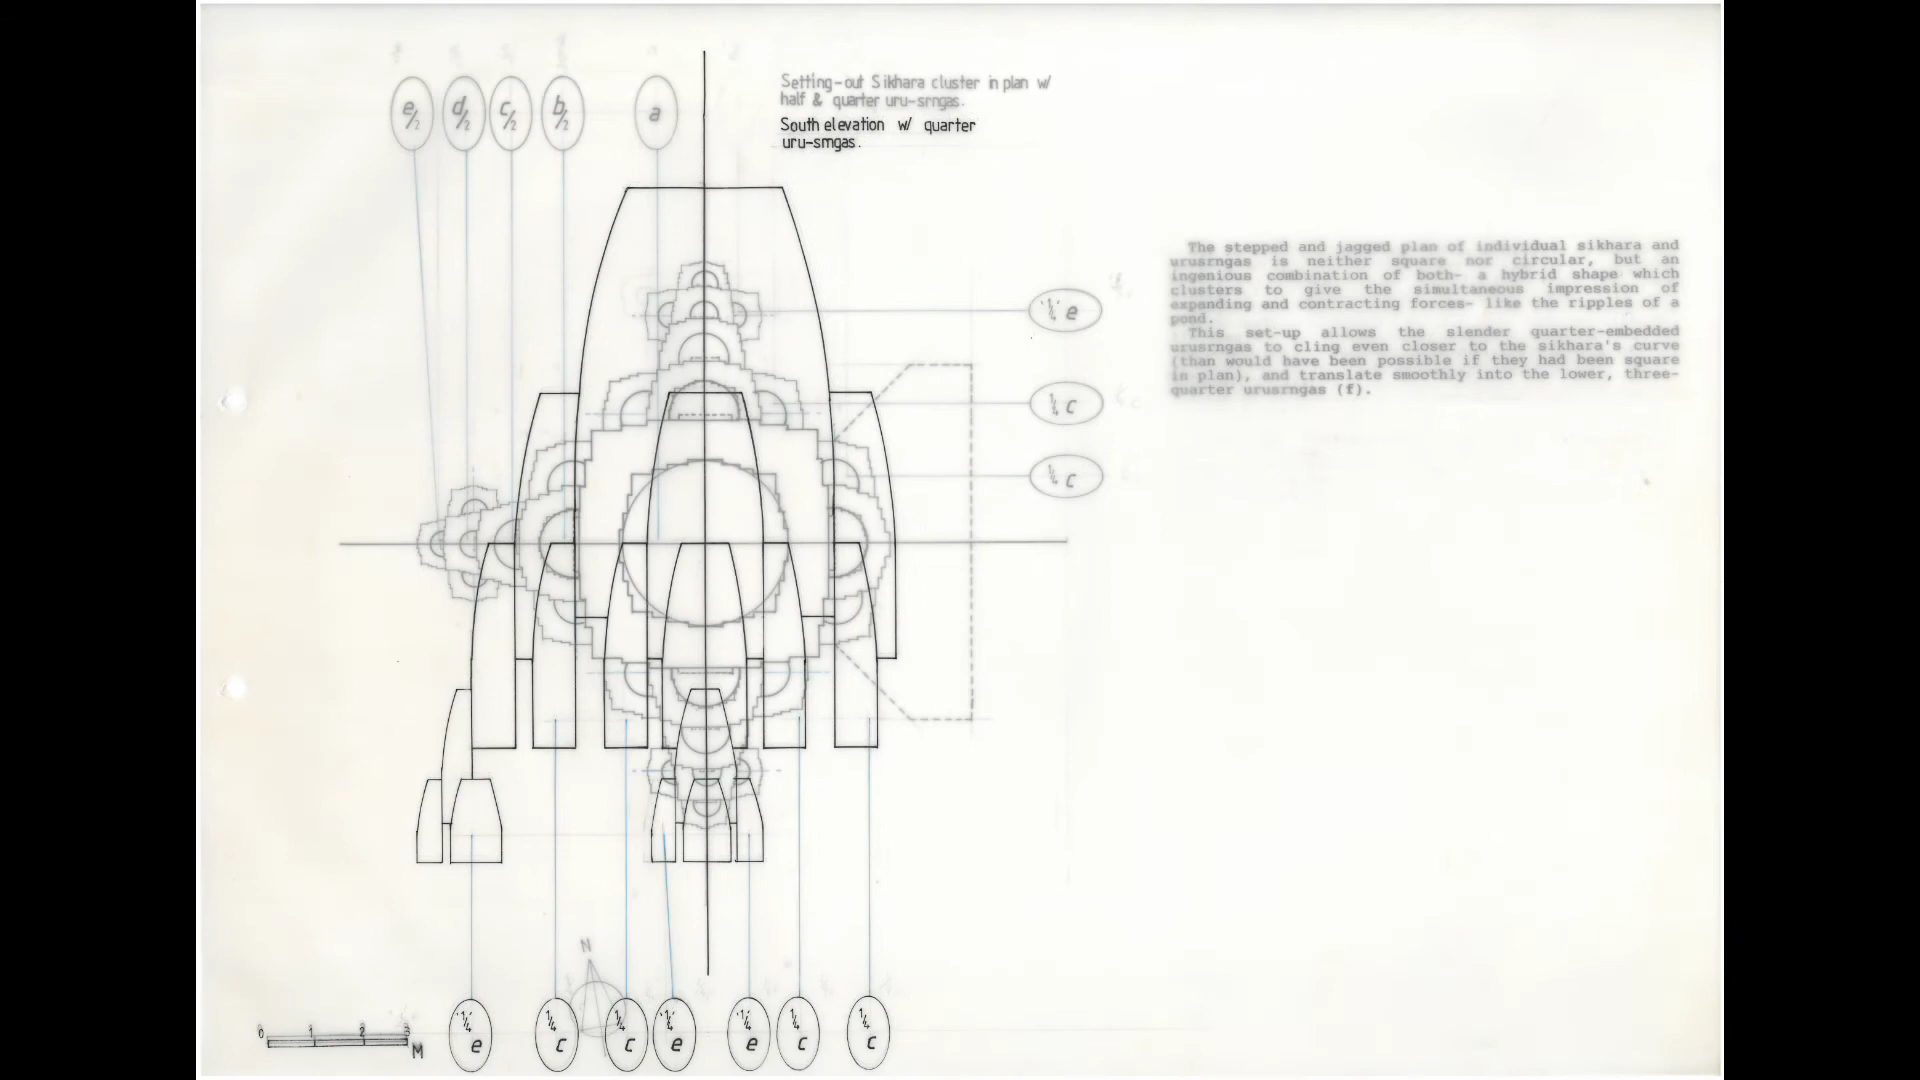 e/2 d/2 c/2 b/2 a
Setting-out Sikhara cluster in plan w/
half & quarter uru-srngas.
South elevation w/ quarter
uru-srngas.
The stepped and jagged plan of individual sikhara and
urusrngas is neither square nor circular, but an
ingenious combination of both- a hybrid shape which
clusters to give the simultaneous impression of
expanding and contracting forces- like the ripples of a
pond.
This set-up allows the slender quarter-embedded
urusrngas to cling even closer to the sikhara's curve
(than would have been possible if they had been square
in plan), and translate smoothly into the lower, three-
quarter urusrngas (f).
'¼' e
¼ c
¼ c
N
0 1 2 3
M
'¼' e ¼ c ¼ c '¼' e '¼' e ¼ c ¼ c